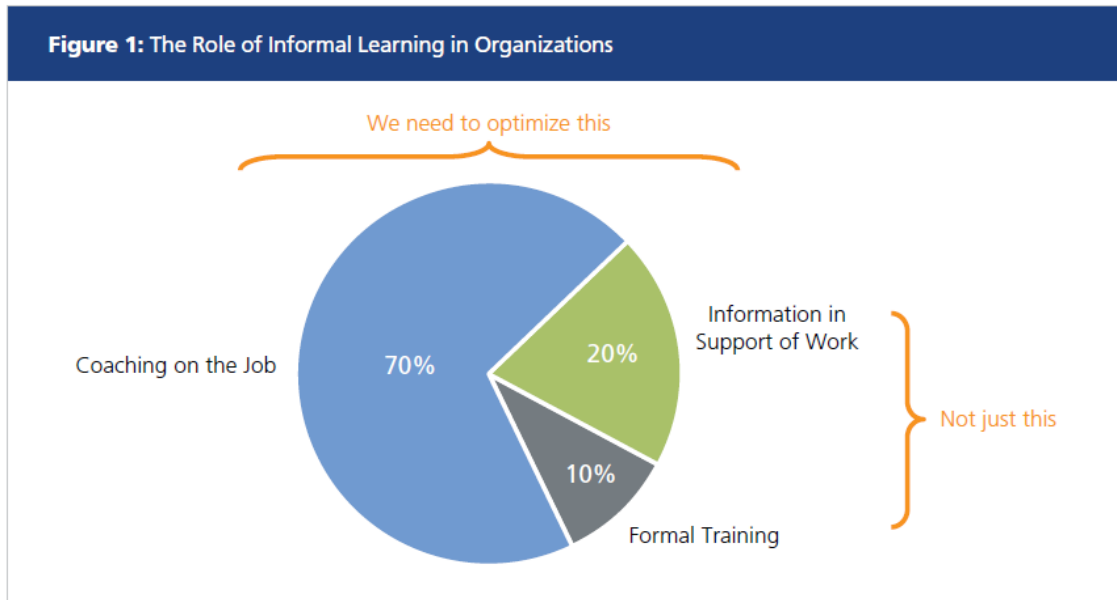 Figure 1: The Role of Informal Learning in Organizations
We need to optimize this
Coaching on the Job
70%
20%
10%
Information in
Support of Work
Not just this
Formal Training